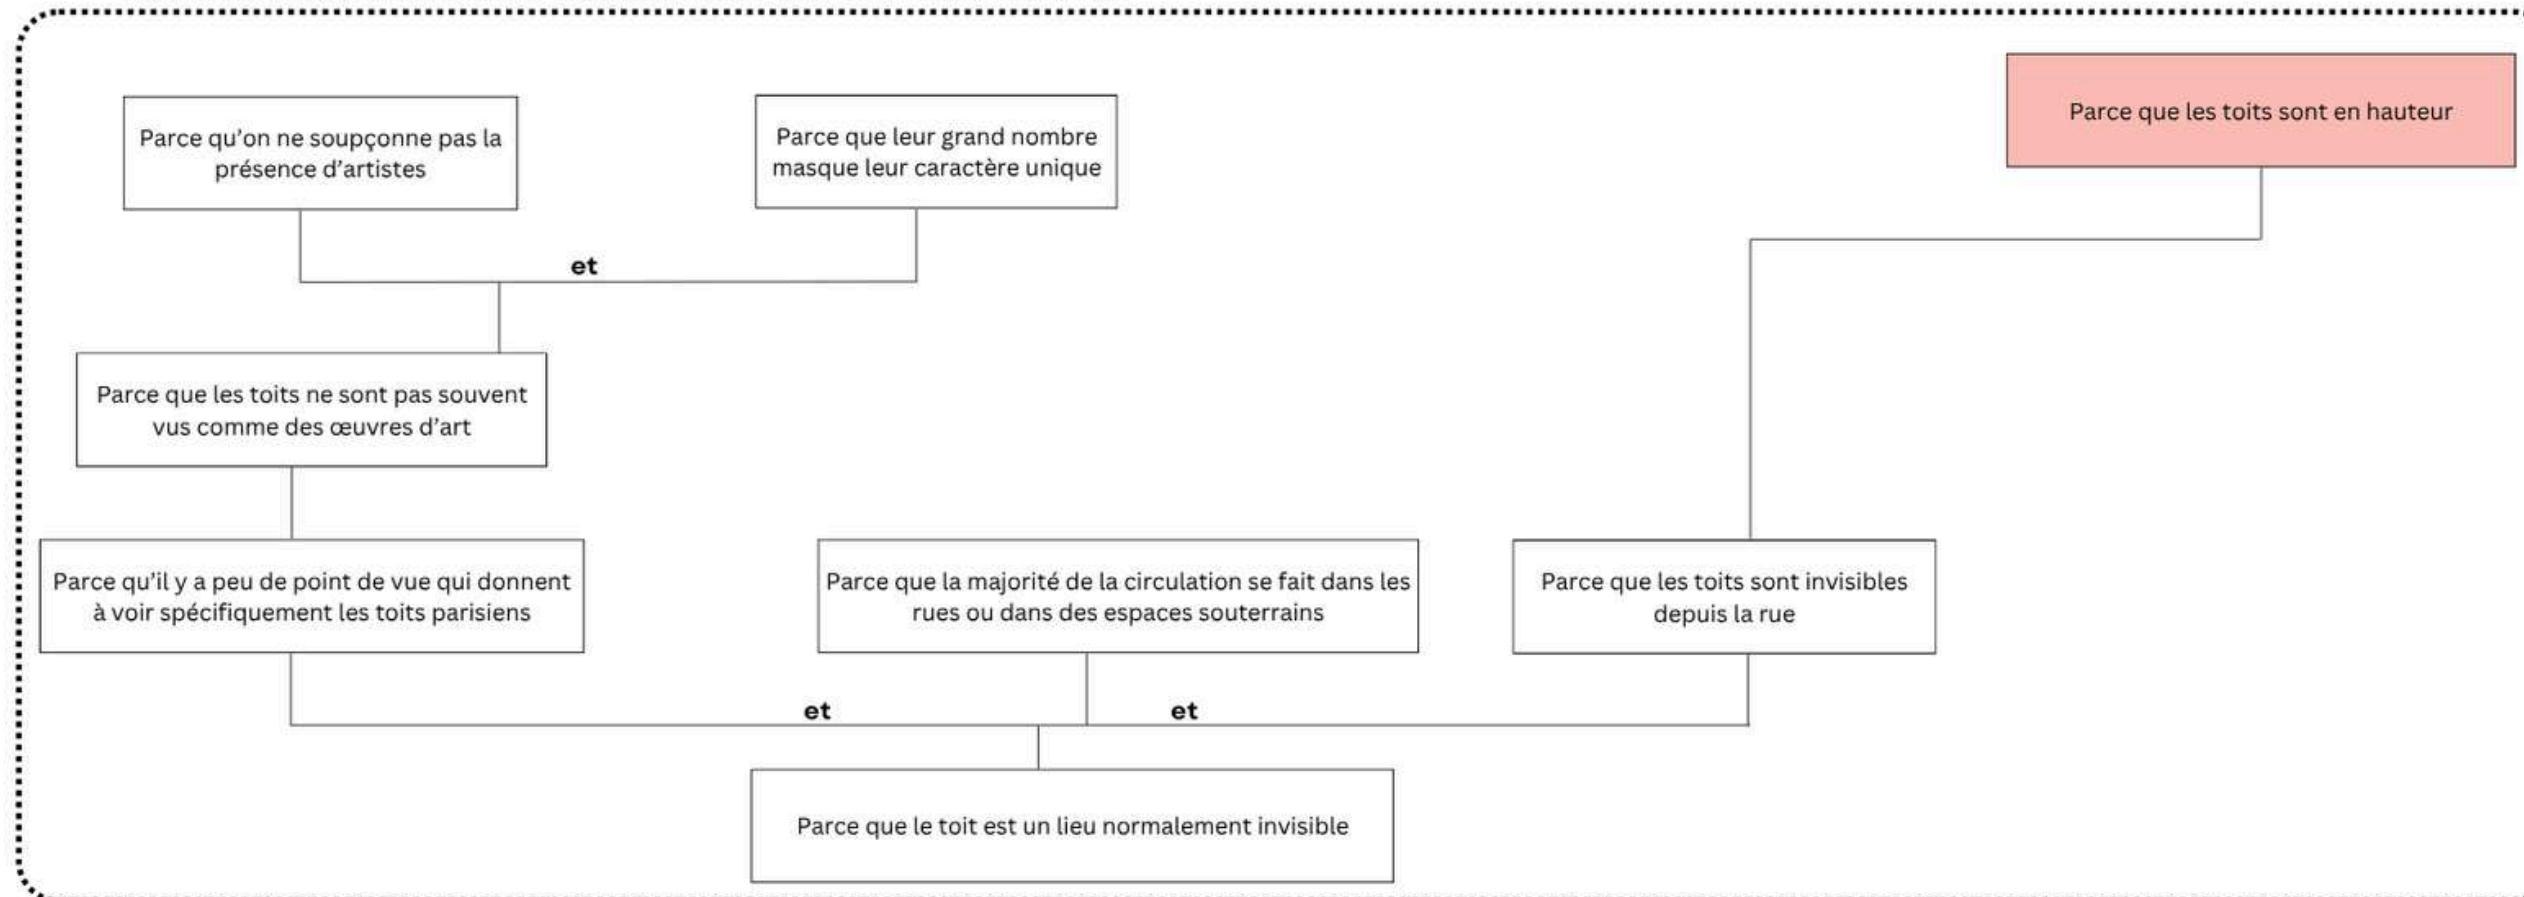 Parce que les toits sont en hauteur
Parce qu'on ne soupçonne pas la
présence d'artistes
Parce que leur grand nombre
masque leur caractère unique
et
Parce que les toits ne sont pas souvent
vus comme des œuvres d'art
Parce qu'il y a peu de point de vue qui donnent
à voir spécifiquement les toits parisiens
Parce que la majorité de la circulation se fait dans les
rues ou dans des espaces souterrains
Parce que les toits sont invisibles
depuis la rue
et
et
Parce que le toit est un lieu normalement invisible